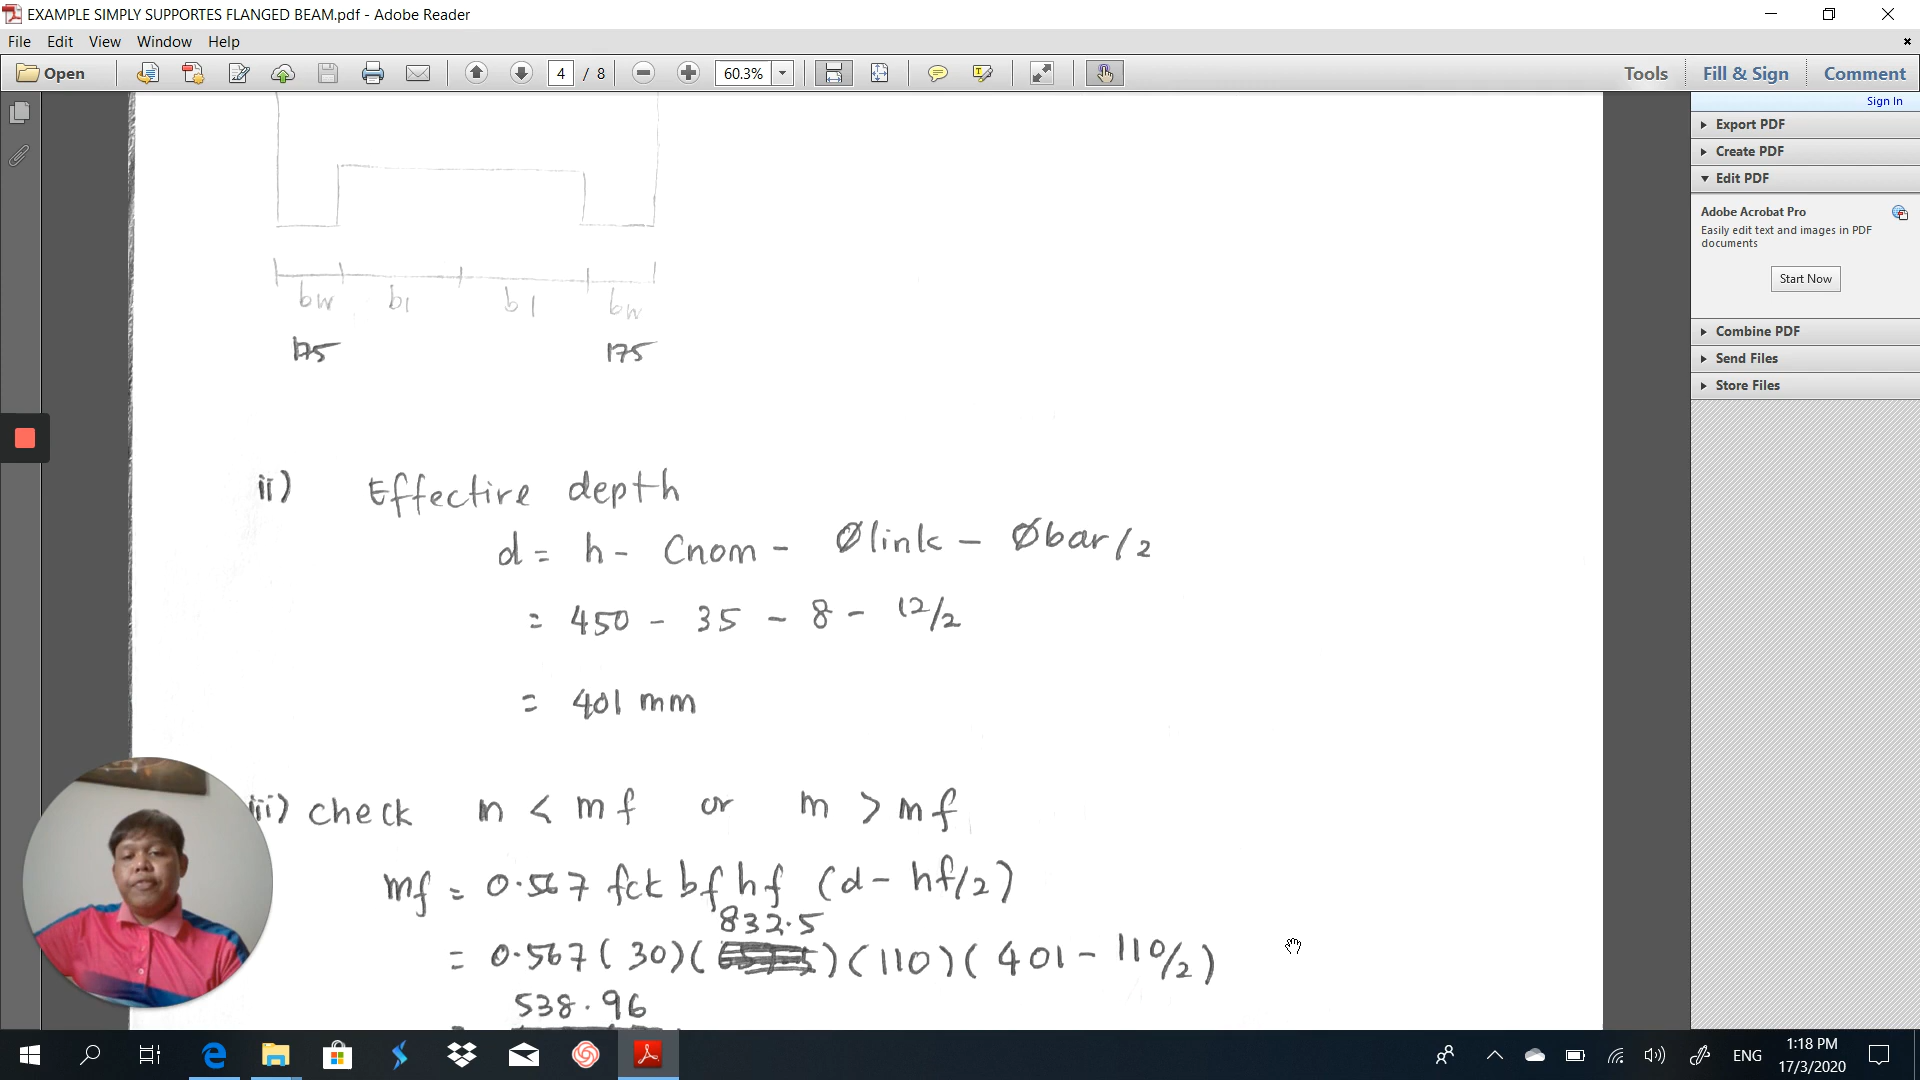 EXAMPLE SIMPLY SUPPORTES FLANGED BEAM.pdf - Adobe Reader
File Edit View Window Help
Open 4 / 8 60.3% Tools Fill & Sign Comment
Sign In
Export PDF
Create PDF
Edit PDF
Adobe Acrobat Pro
Easily edit text and images in PDF
documents
Start Now
Combine PDF
Send Files
Store Files
bw b1 b1 bw
175 175
ii) Effective depth
d = h - Cnom - Ø link - Ø bar/2
= 450 - 35 - 8 - 12/2
= 401 mm
iii) check m < mf or m > mf
mf = 0.567 fck bf hf (d - hf/2)
832.5
= 0.567 (30) ( ) (110) ( 401 - 110/2 )
538.96
=
ENG
1:18 PM
17/3/2020